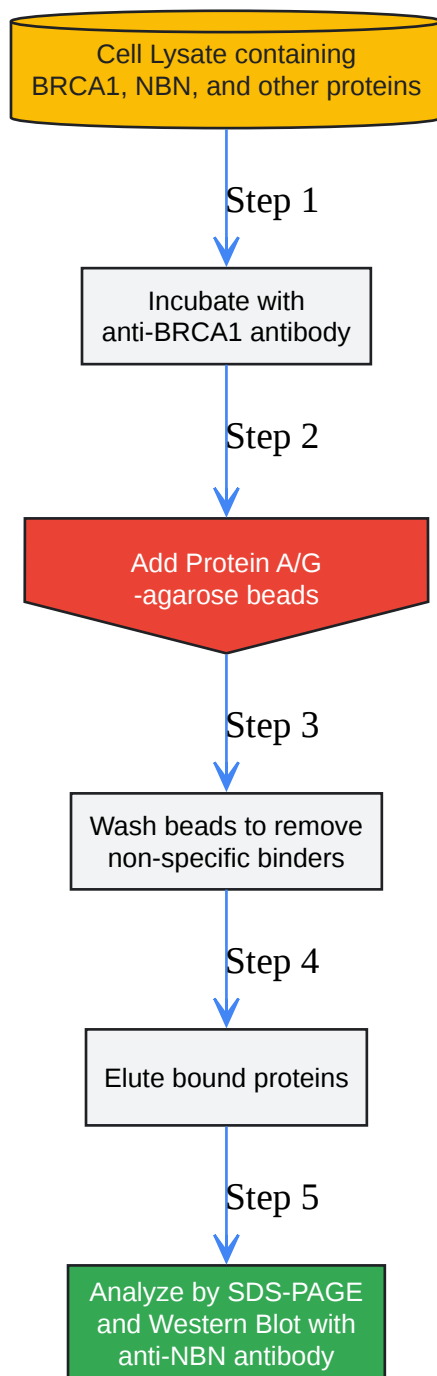 Cell Lysate containing
BRCA1, NBN, and other proteins
Step 1
Incubate with
anti-BRCA1 antibody
Step 2
Add Protein A/G
-agarose beads
Step 3
Wash beads to remove
non-specific binders
Step 4
Elute bound proteins
Step 5
Analyze by SDS-PAGE
and Western Blot with
anti-NBN antibody